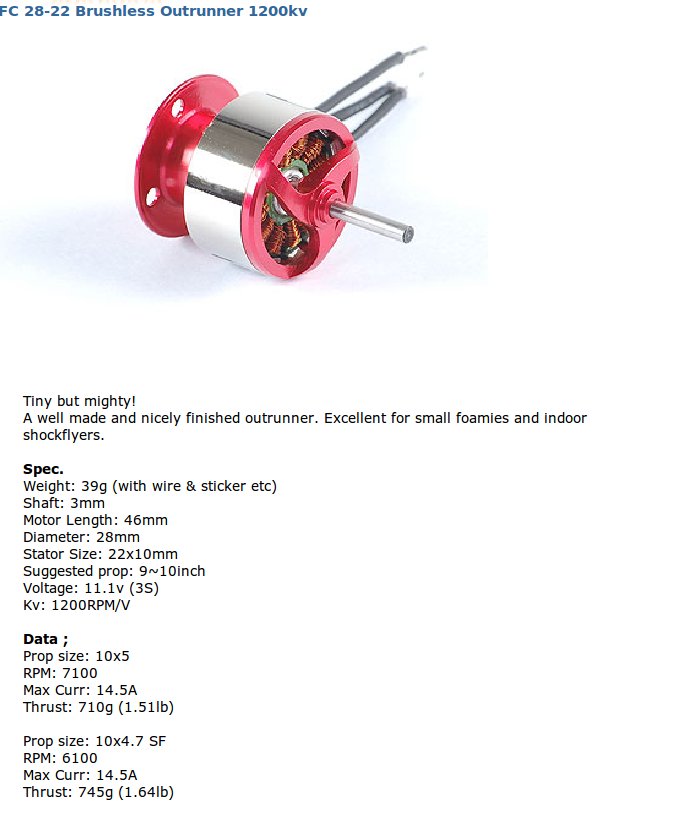 FC 28-22 Brushless Outrunner 1200kv
Tiny but mighty!
A well made and nicely finished outrunner. Excellent for small foamies and indoor
shockflyers.
Spec.
Weight: 39g (with wire & sticker etc)
Shaft: 3mm
Motor Length: 46mm
Diameter: 28mm
Stator Size: 22x10mm
Suggested prop: 9~10inch
Voltage: 11.1v (3S)
Kv: 1200RPM/V
Data ;
Prop size: 10x5
RPM: 7100
Max Curr: 14.5A
Thrust: 710g (1.51lb)
Prop size: 10x4.7 SF
RPM: 6100
Max Curr: 14.5A
Thrust: 745g (1.64lb)